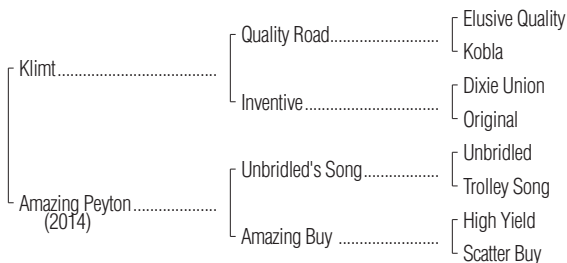 Klimt
Quality Road
Elusive Quality
Kobla
Inventive
Dixie Union
Original
Amazing Peyton
(2014)
Unbridled's Song
Unbridled
Trolley Song
Amazing Buy
High Yield
Scatter Buy